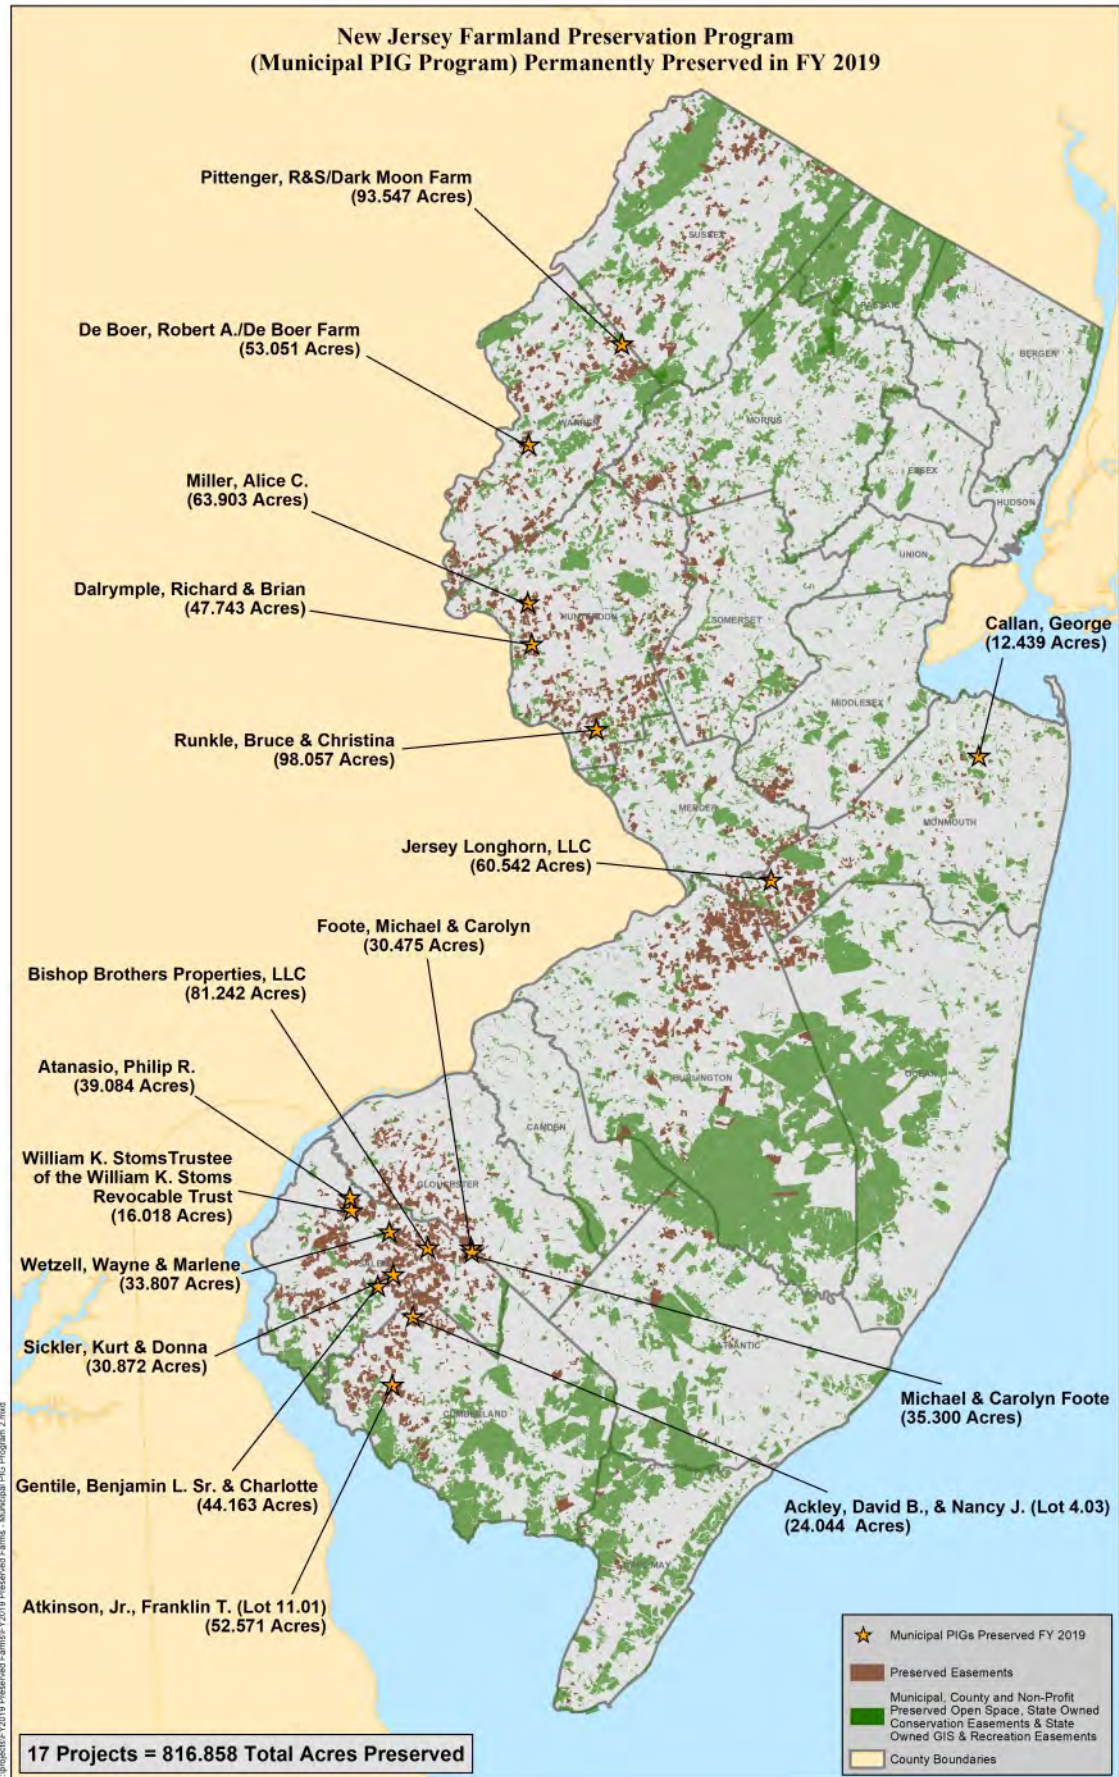 New Jersey Farmland Preservation Program
(Municipal PIG Program) Permanently Preserved in FY 2019
Pittenger, R&S/Dark Moon Farm
(93.547 Acres)
De Boer, Robert A./De Boer Farm
(53.051 Acres)
Miller, Alice C.
(63.903 Acres)
Dalrymple, Richard & Brian
(47.743 Acres)
Runkle, Bruce & Christina
(98.057 Acres)
Callan, George
(12.439 Acres)
Jersey Longhorn, LLC
(60.542 Acres)
Foote, Michael & Carolyn
(30.475 Acres)
Bishop Brothers Properties, LLC
(81.242 Acres)
Atanasio, Philip R.
(39.084 Acres)
William K. StomsTrustee
of the William K. Stoms
Revocable Trust
(16.018 Acres)
Wetzell, Wayne & Marlene
(33.807 Acres)
Sickler, Kurt & Donna
(30.872 Acres)
Gentile, Benjamin L. Sr. & Charlotte
(44.163 Acres)
Atkinson, Jr., Franklin T. (Lot 11.01)
(52.571 Acres)
Michael & Carolyn Foote
(35.300 Acres)
Ackley, David B., & Nancy J. (Lot 4.03)
(24.044 Acres)
SUSSEX
PASSAIC
BERGEN
WARREN
MORRIS
ESSEX
HUDSON
UNION
HUNTERDON
SOMERSET
MIDDLESEX
MERCER
MONMOUTH
BURLINGTON
OCEAN
CAMDEN
GLOUCESTER
SALEM
ATLANTIC
CUMBERLAND
CAPE MAY
Municipal PIGs Preserved FY 2019
Preserved Easements
Municipal, County and Non-Profit
Preserved Open Space, State Owned
Conservation Easements & State
Owned GIS & Recreation Easements
County Boundaries
17 Projects = 816.858 Total Acres Preserved